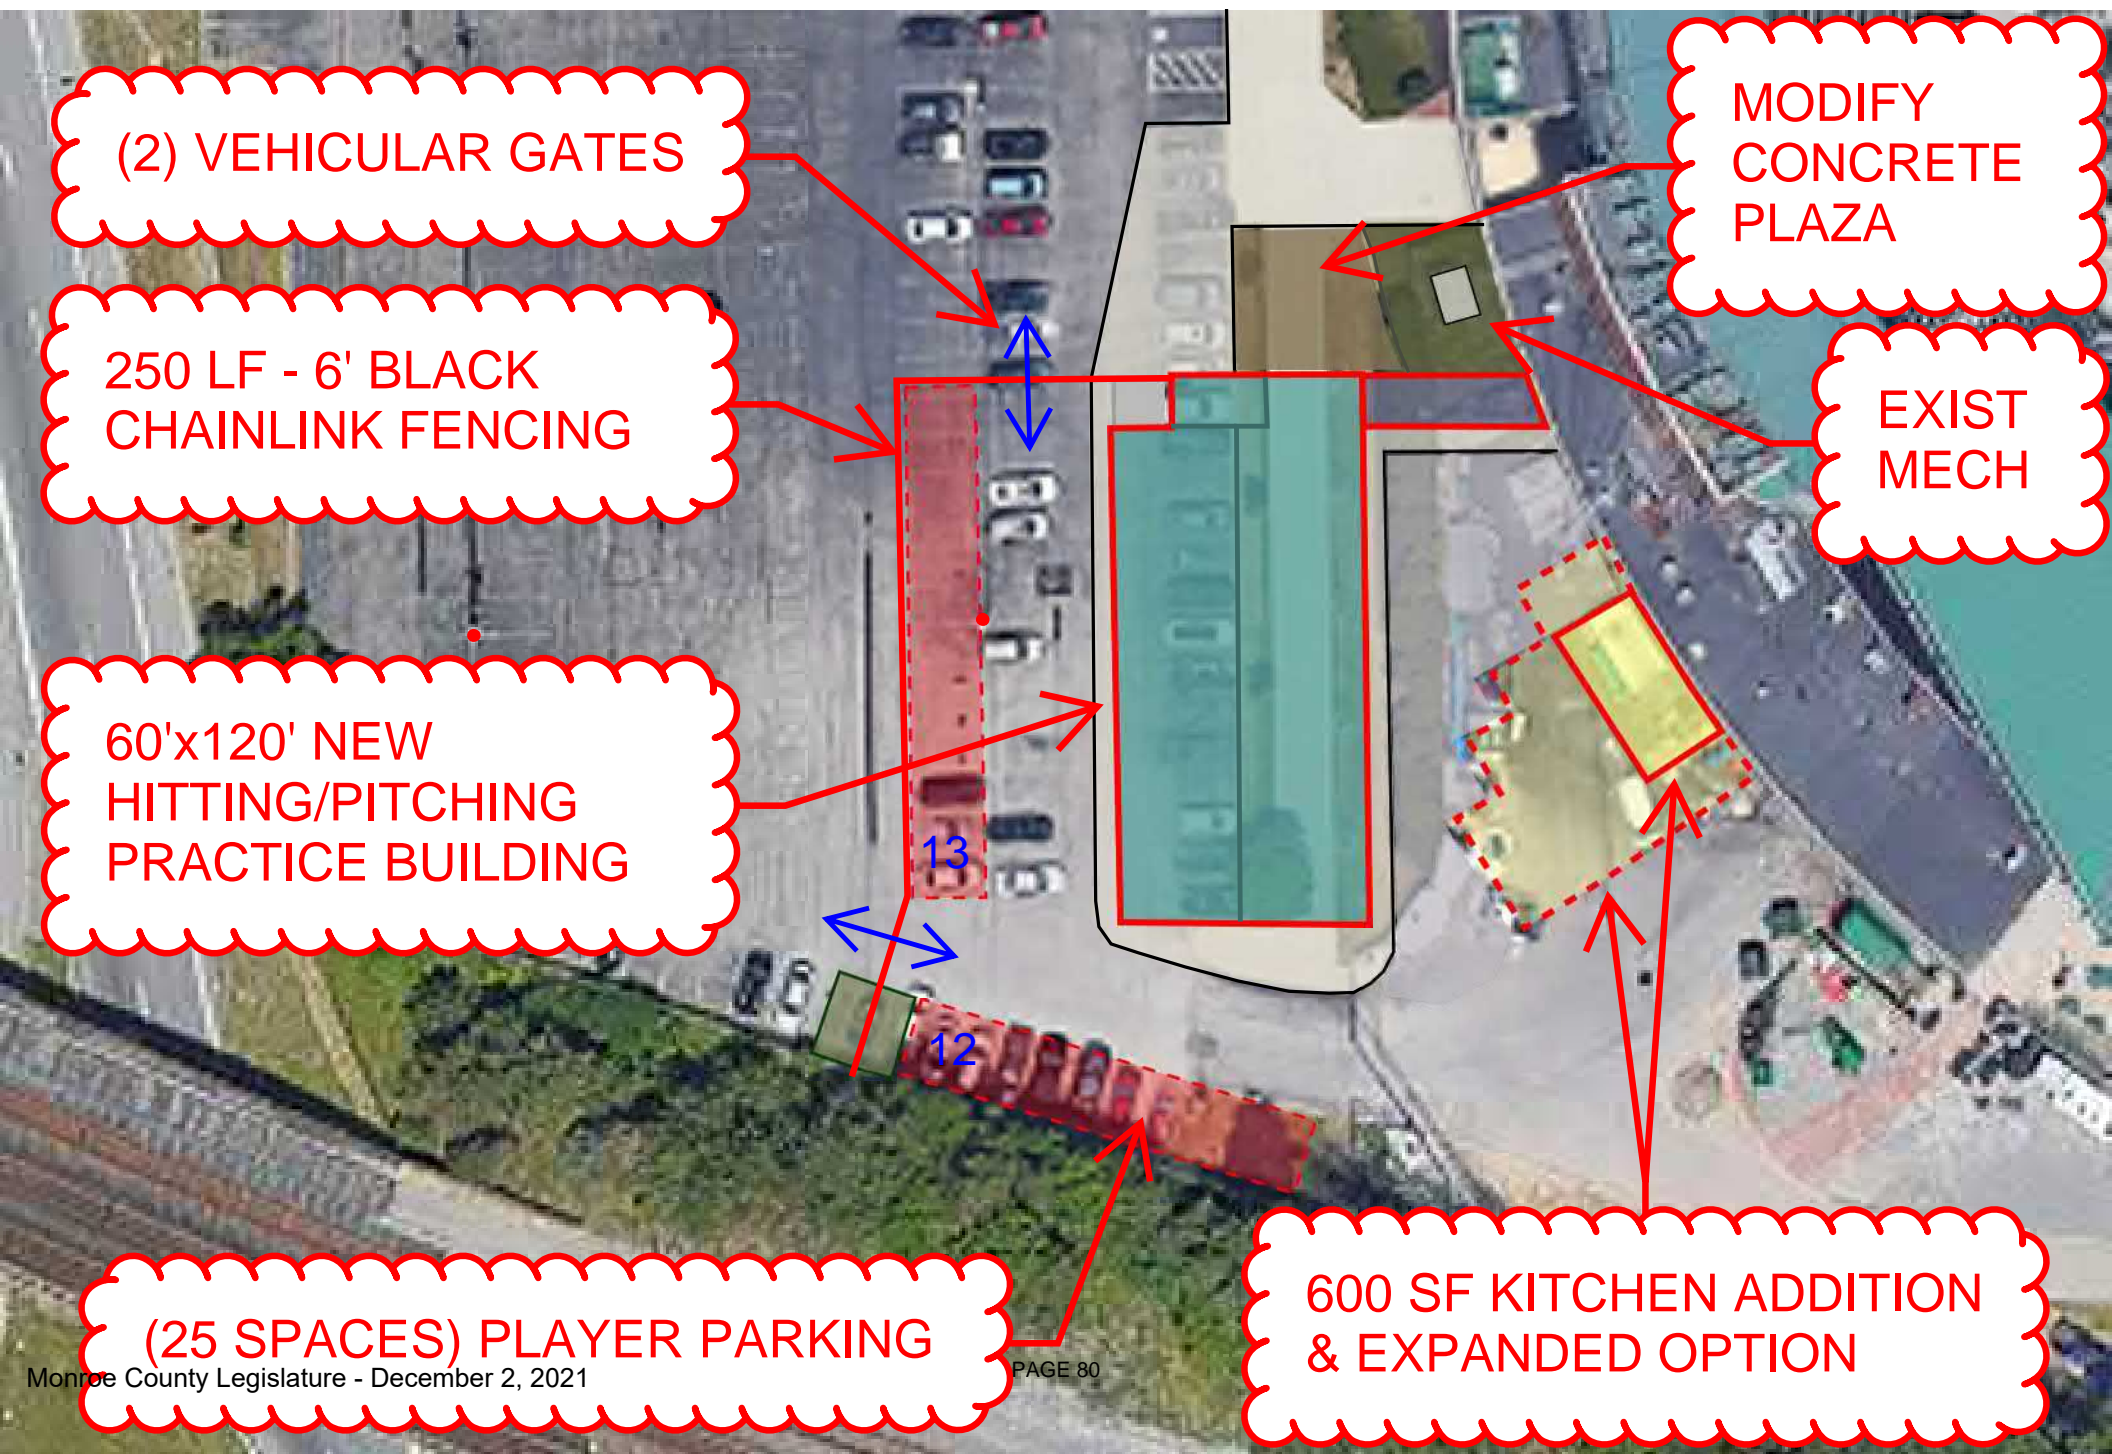 (2) VEHICULAR GATES
MODIFY
CONCRETE
PLAZA
250 LF - 6' BLACK
CHAINLINK FENCING
EXIST
MECH
60'x120' NEW
HITTING/PITCHING
PRACTICE BUILDING
13
12
(25 SPACES) PLAYER PARKING
600 SF KITCHEN ADDITION
& EXPANDED OPTION
Monroe County Legislature - December 2, 2021
PAGE 80